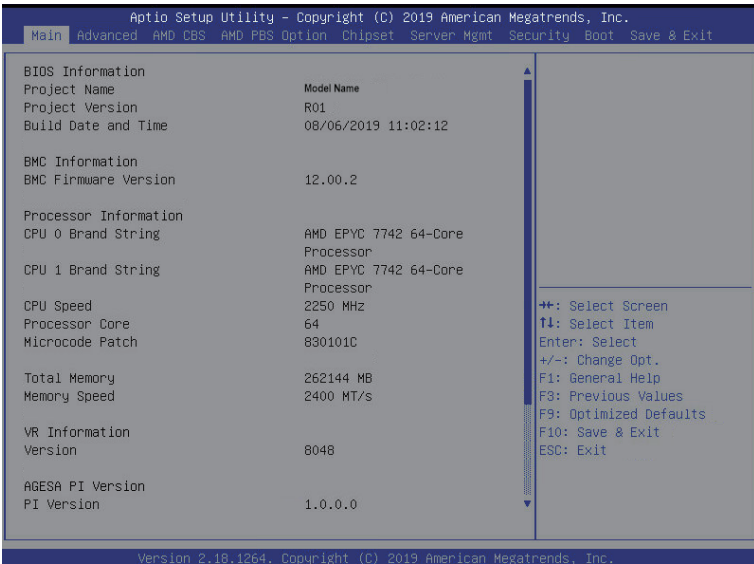 Aptio Setup Utility – Copyright (C) 2019 American Megatrends, Inc.
Main Advanced AMD CBS AMD PBS Option Chipset Server Mgmt Security Boot Save & Exit
BIOS Information
Project Name Model Name
Project Version R01
Build Date and Time 08/06/2019 11:02:12
BMC Information
BMC Firmware Version 12.00.2
Processor Information
CPU 0 Brand String AMD EPYC 7742 64-Core
Processor
CPU 1 Brand String AMD EPYC 7742 64-Core
Processor
CPU Speed 2250 MHz
Processor Core 64
Microcode Patch 830101C
Total Memory 262144 MB
Memory Speed 2400 MT/s
VR Information
Version 8048
AGESA PI Version
PI Version 1.0.0.0
→←: Select Screen
↑↓: Select Item
Enter: Select
+/-: Change Opt.
F1: General Help
F3: Previous Values
F9: Optimized Defaults
F10: Save & Exit
ESC: Exit
Version 2.18.1264. Copyright (C) 2019 American Megatrends, Inc.